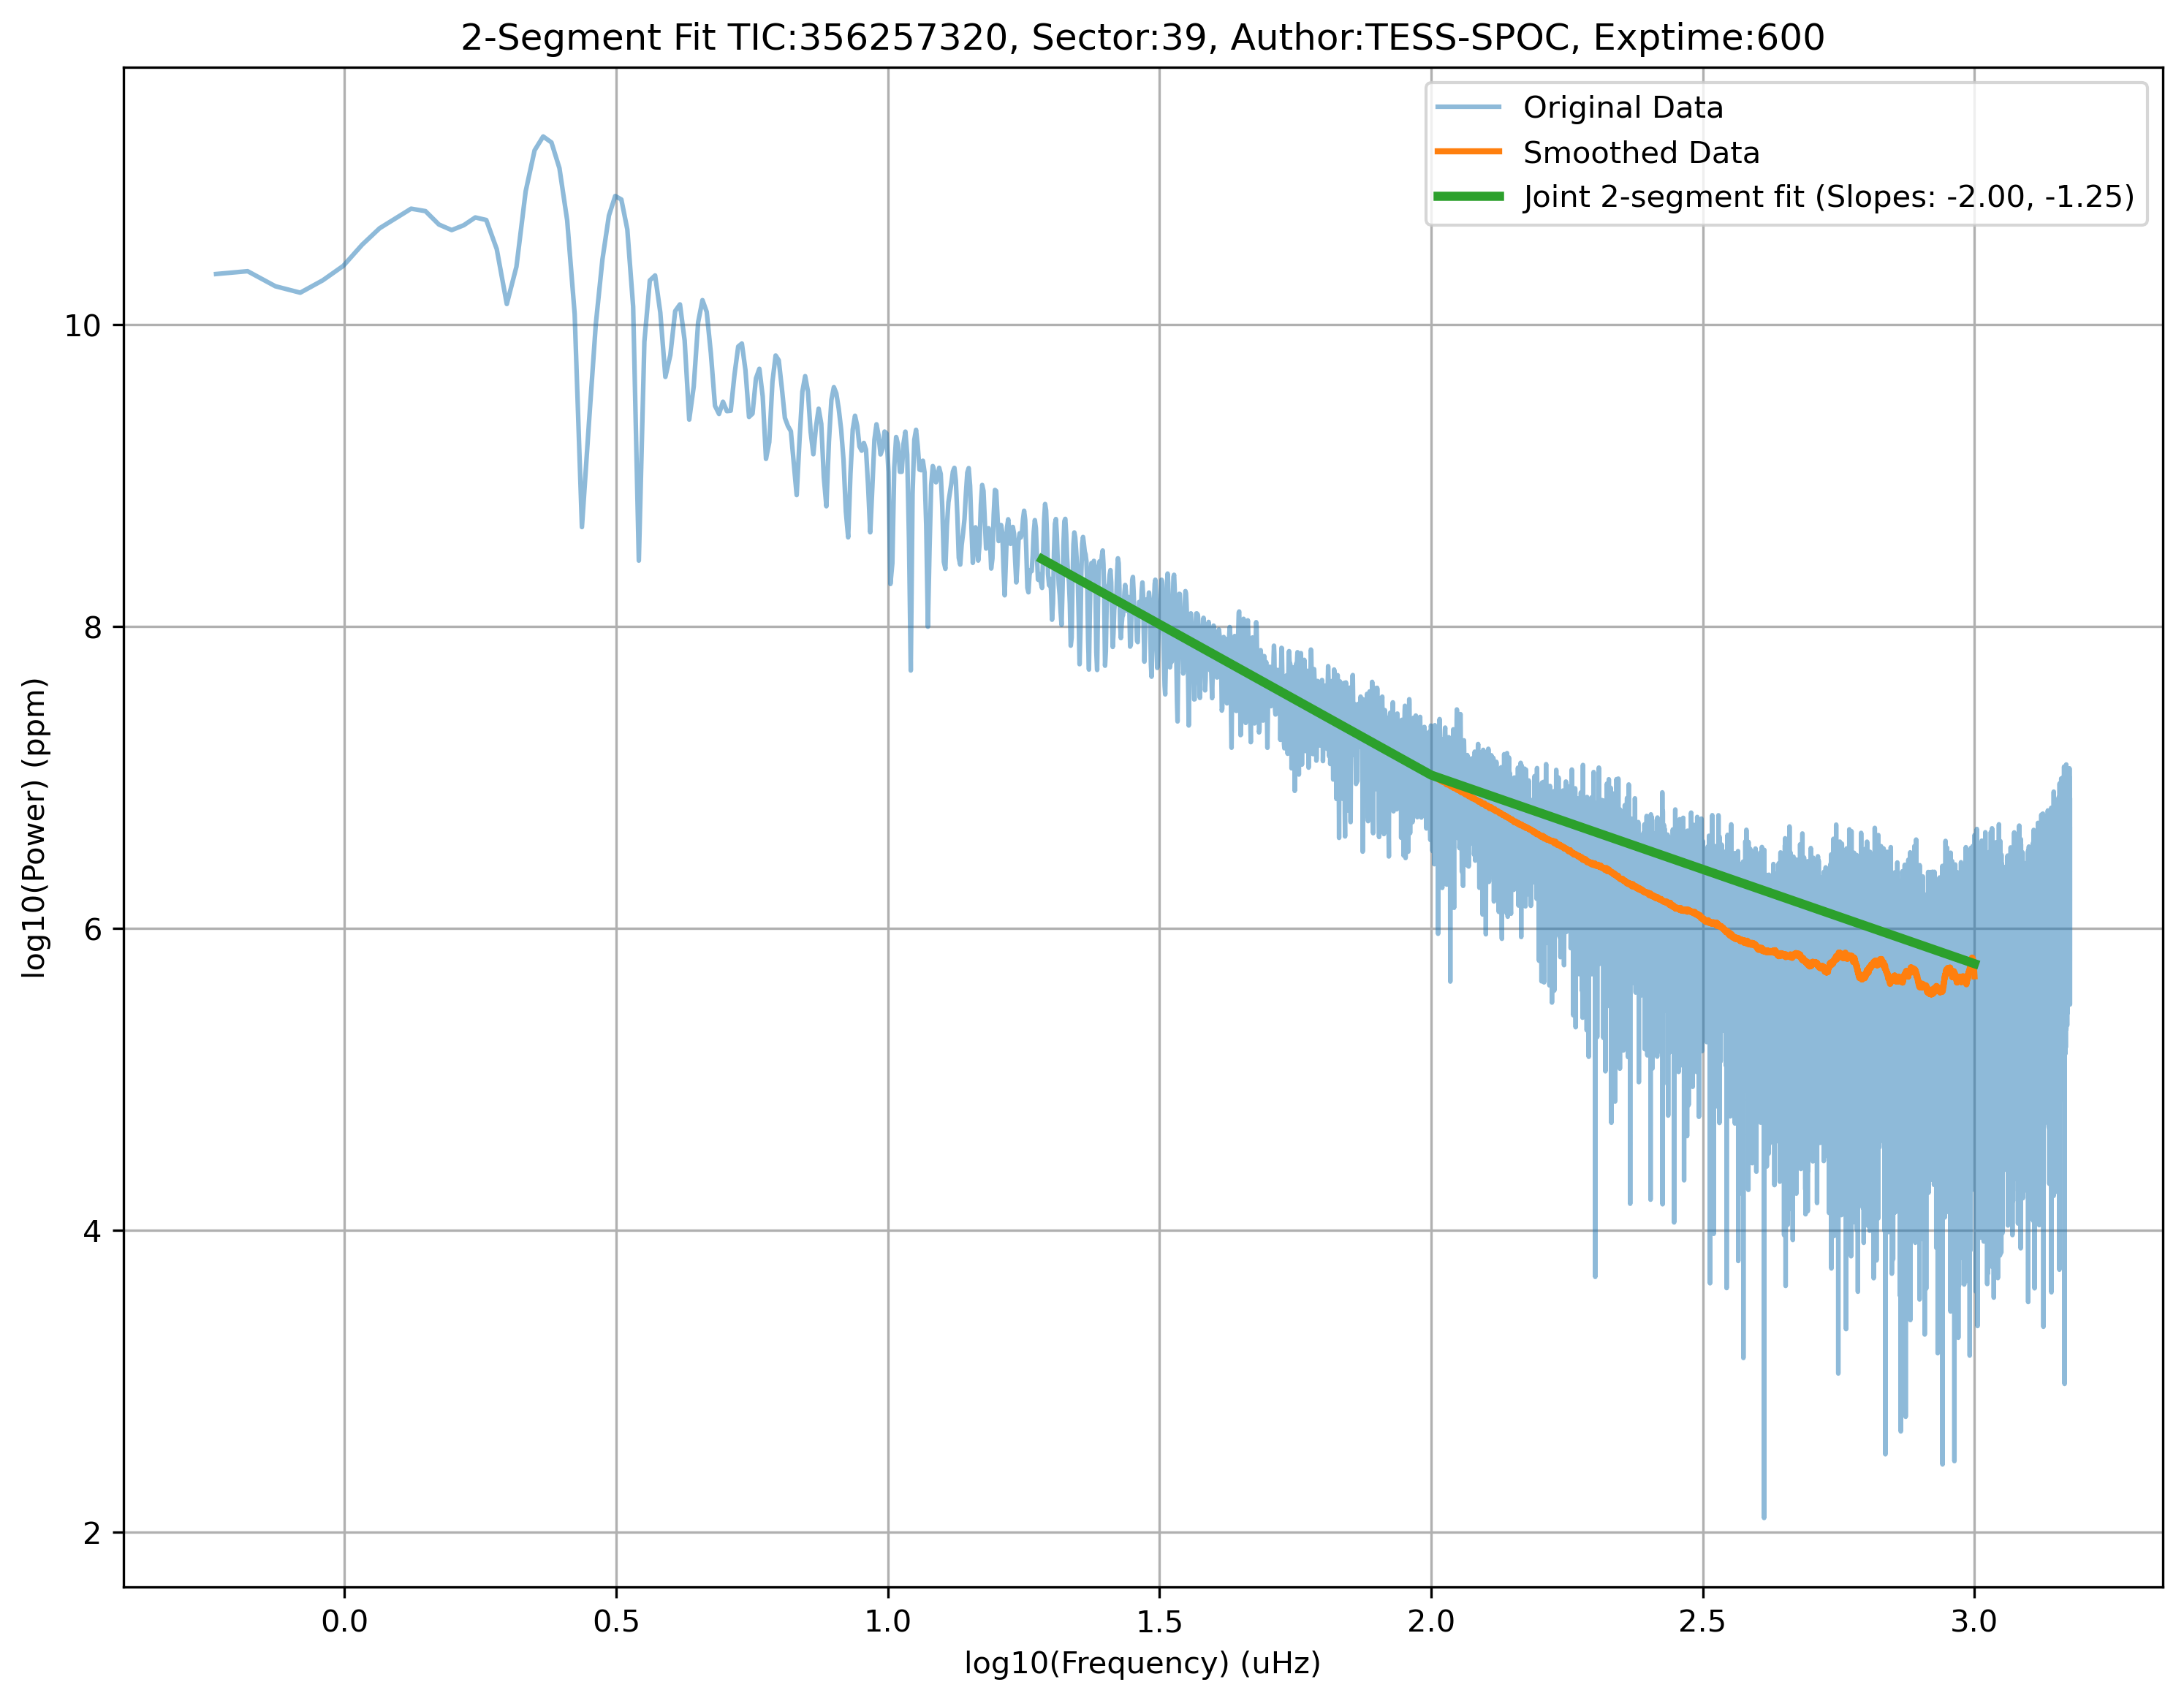 2-Segment Fit TIC:356257320, Sector:39, Author:TESS-SPOC, Exptime:600
Original Data
Smoothed Data
Joint 2-segment fit (Slopes: -2.00, -1.25)
log10(Power) (ppm)
10
8
6
4
2
0.0 0.5 1.0 1.5 2.0 2.5 3.0
log10(Frequency) (uHz)